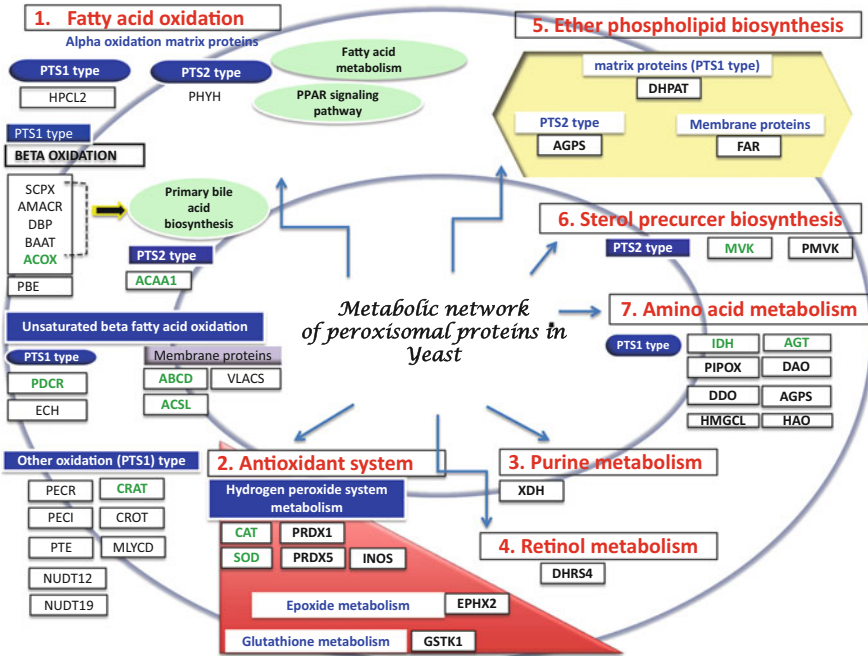 1. Fatty acid oxidation
Alpha oxidation matrix proteins
PTS1 type
HPCL2
PTS2 type
PHYH
Fatty acid
metabolism
PPAR signaling
pathway
PTS1 type
BETA OXIDATION
SCPX
AMACR
DBP
BAAT
ACOX
PBE
Primary bile
acid
biosynthesis
PTS2 type
ACAA1
Unsaturated beta fatty acid oxidation
PTS1 type
PDCR
ECH
Membrane proteins
ABCD
VLACS
ACSL
Other oxidation (PTS1) type
PECR
CRAT
PECI
CROT
PTE
MLYCD
NUDT12
NUDT19
Metabolic network
of peroxisomal proteins in
Yeast
2. Antioxidant system
Hydrogen peroxide system
metabolism
CAT
PRDX1
SOD
PRDX5
INOS
Epoxide metabolism
EPHX2
Glutathione metabolism
GSTK1
3. Purine metabolism
XDH
4. Retinol metabolism
DHRS4
5. Ether phospholipid biosynthesis
matrix proteins (PTS1 type)
DHPAT
PTS2 type
AGPS
Membrane proteins
FAR
6. Sterol precurcer biosynthesis
PTS2 type
MVK
PMVK
7. Amino acid metabolism
PTS1 type
IDH
AGT
PIPOX
DAO
DDO
AGPS
HMGCL
HAO